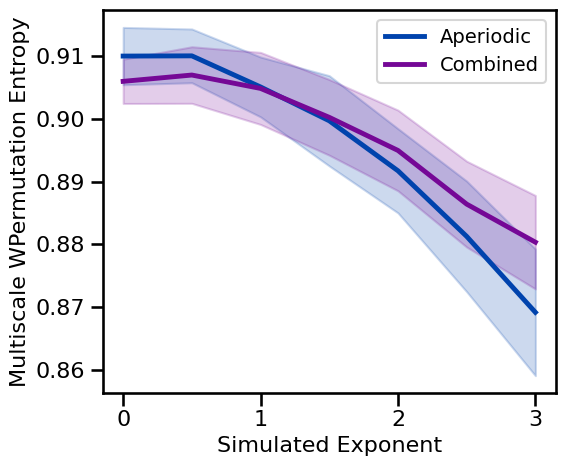 Multiscale WPermutation Entropy
0.91
0.90
0.89
0.88
0.87
0.86
Aperiodic
Combined
0 1 2 3
Simulated Exponent